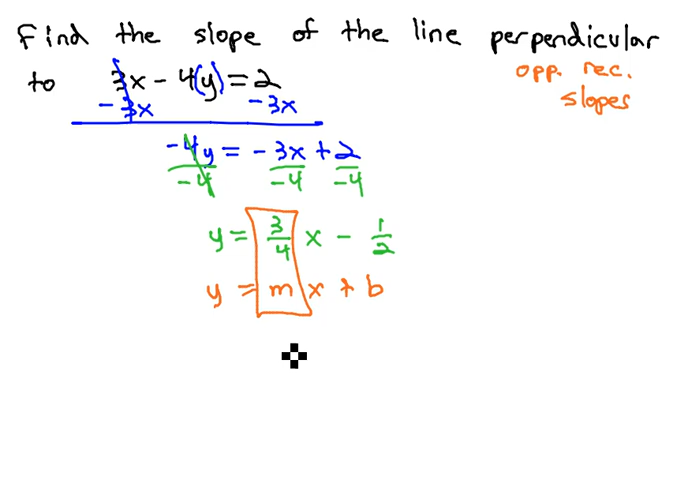 Find the slope of the line perpendicular
to 3x - 4(y) = 2
opp. rec.
slopes
- 3x - 3x
-4y = - 3x + 2
-4 -4 -4
y = 3/4 x - 1/2
y = m x + b